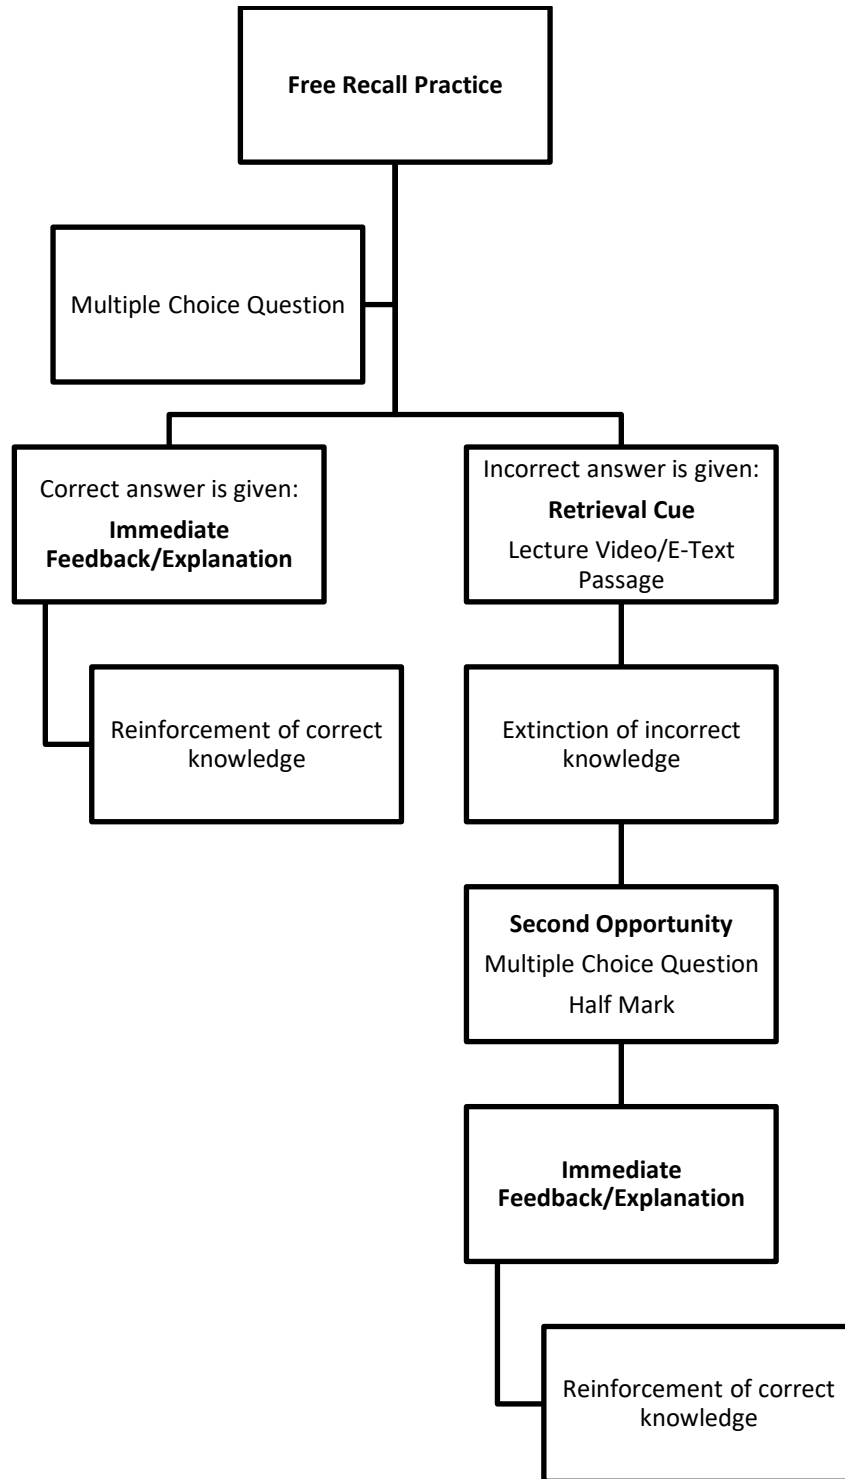 Free Recall Practice
Multiple Choice Question
Correct answer is given:
Immediate
Feedback/Explanation
Incorrect answer is given:
Retrieval Cue
Lecture Video/E-Text
Passage
Reinforcement of correct
knowledge
Extinction of incorrect
knowledge
Second Opportunity
Multiple Choice Question
Half Mark
Immediate
Feedback/Explanation
Reinforcement of correct
knowledge